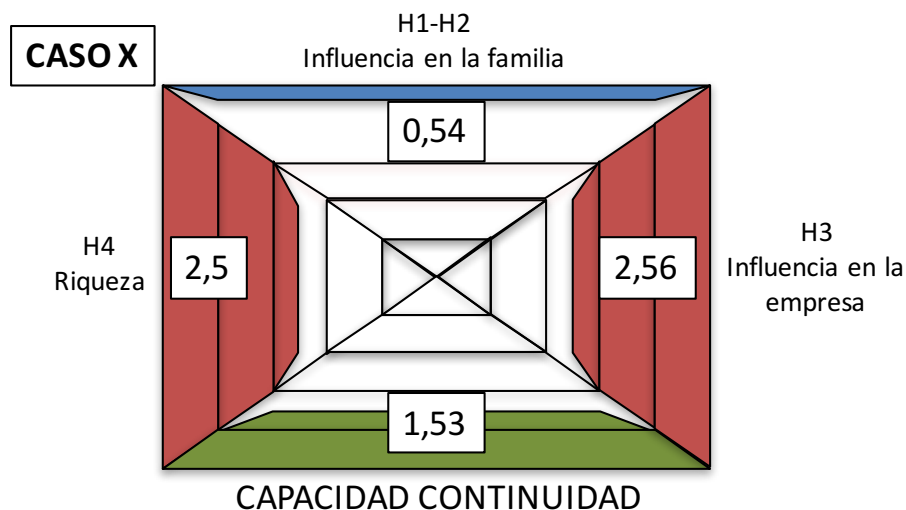 CASO X
H1-H2
Influencia en la familia
0,54
H4
Riqueza
2,5
2,56
H3
Influencia en la
empresa
1,53
CAPACIDAD CONTINUIDAD